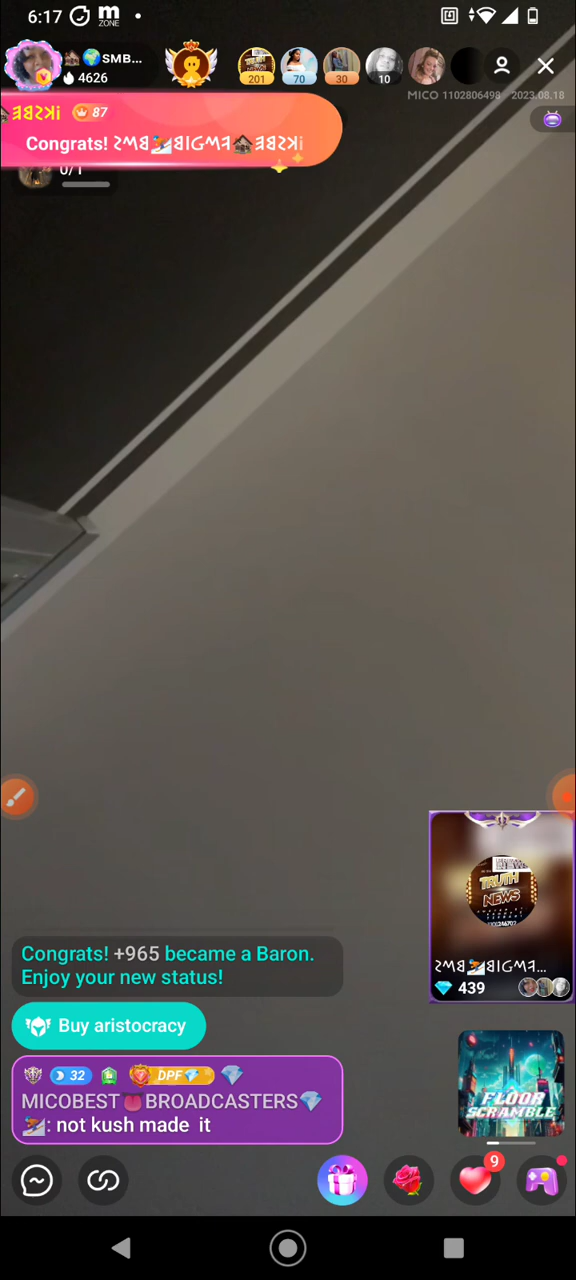 6:17
m
ZONE
SMB...
4626
201
70
30
10
MICO 1102806498 2023.08.18
87
Congrats!
0/1
TRUTH
NEWS
439
Congrats! +965 became a Baron.
Enjoy your new status!
Buy aristocracy
32 DPF
MICOBEST👅BROADCASTERS💎
: not kush made it
FLOOR
SCRAMBLE
9